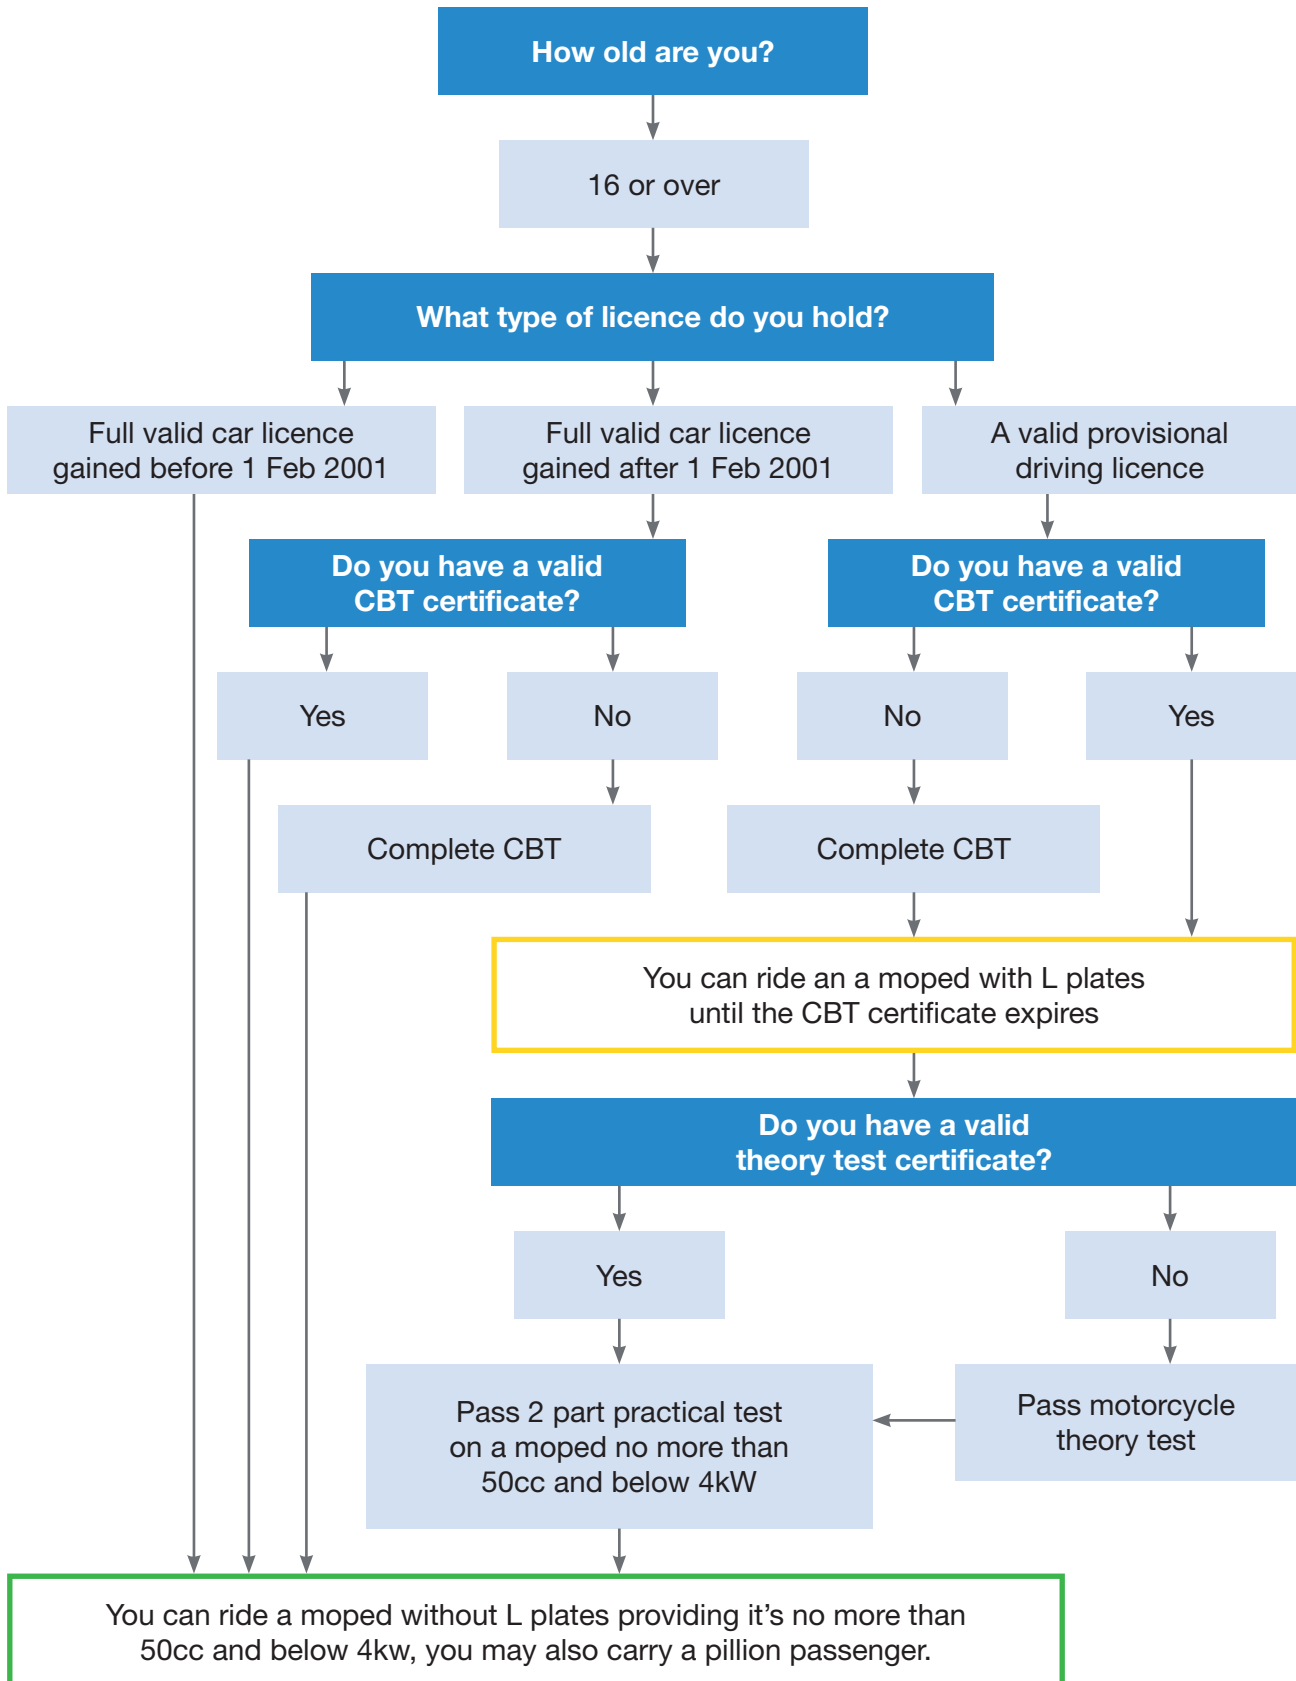 How old are you?
16 or over
What type of licence do you hold?
Full valid car licence
gained before 1 Feb 2001
Full valid car licence
gained after 1 Feb 2001
A valid provisional
driving licence
Do you have a valid
CBT certificate?
Do you have a valid
CBT certificate?
Yes
No
No
Yes
Complete CBT
Complete CBT
You can ride an a moped with L plates
until the CBT certificate expires
Do you have a valid
theory test certificate?
Yes
No
Pass 2 part practical test
on a moped no more than
50cc and below 4kW
Pass motorcycle
theory test
You can ride a moped without L plates providing it’s no more than
50cc and below 4kw, you may also carry a pillion passenger.